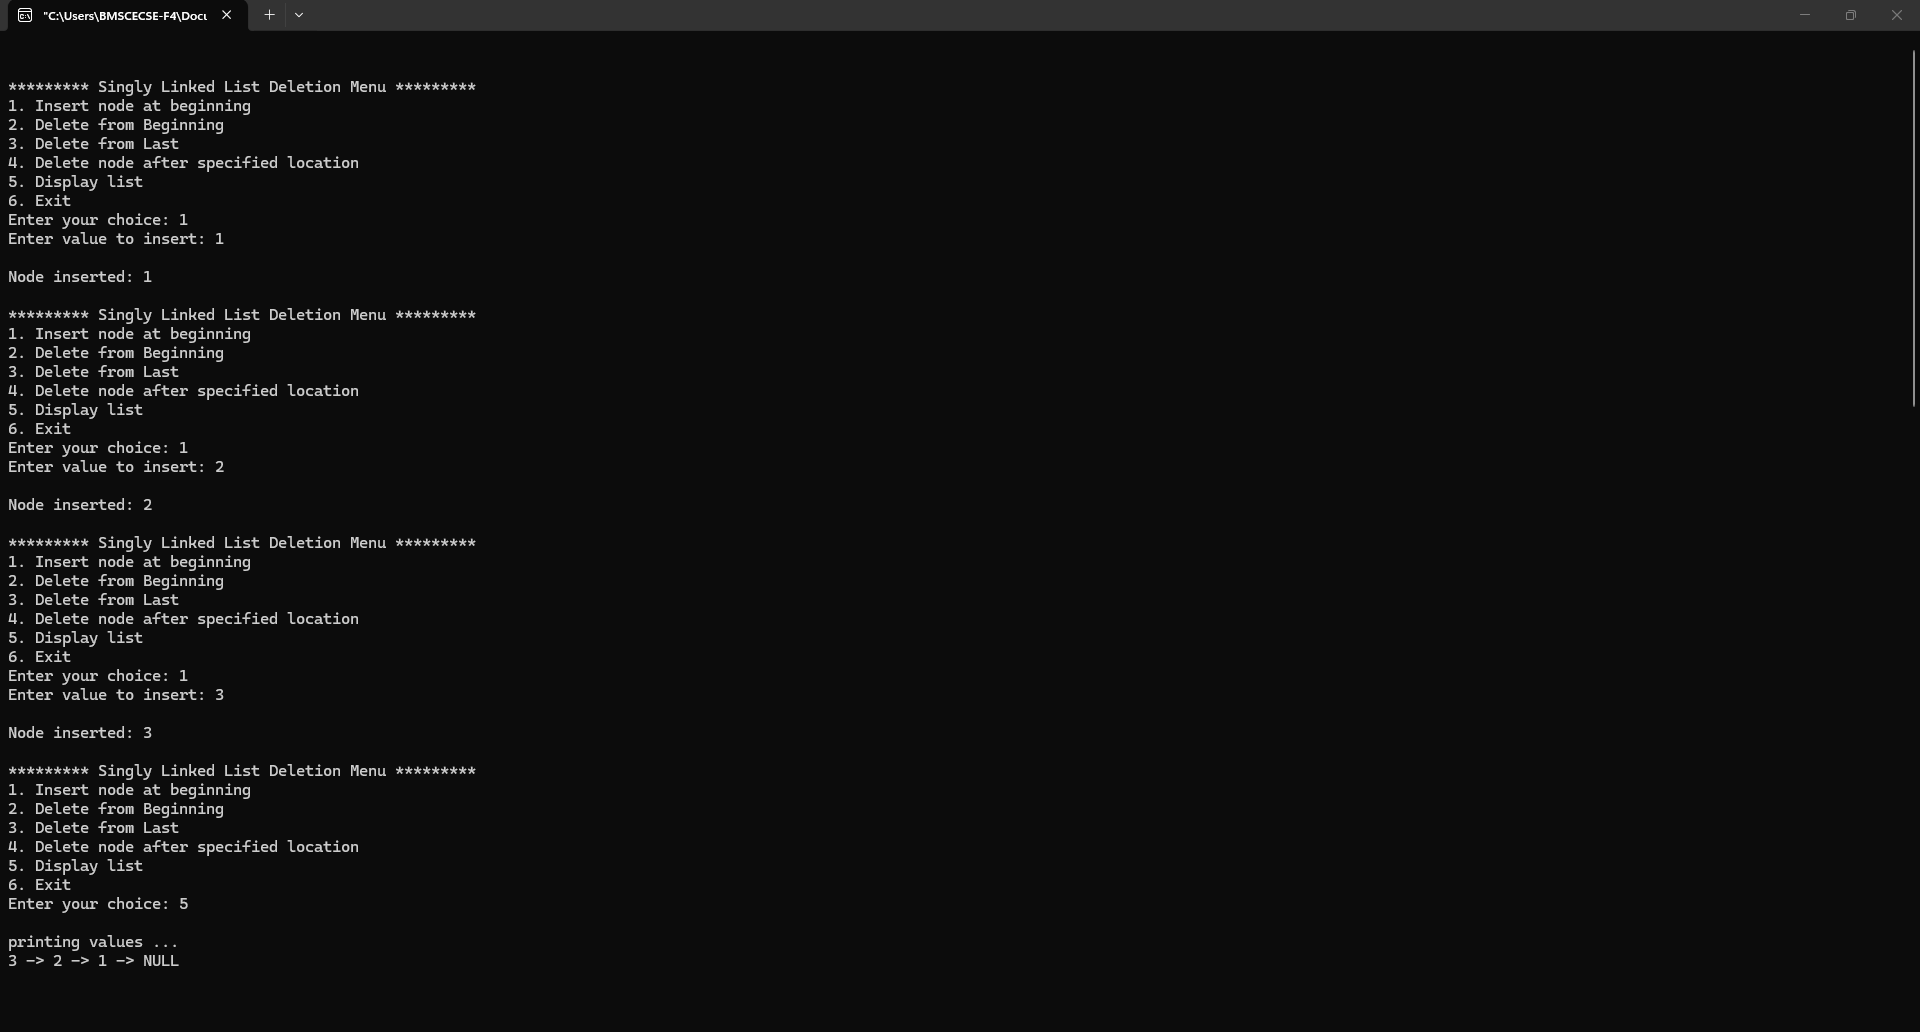 "C:\Users\BMSCECSE-F4\Docu
********* Singly Linked List Deletion Menu *********
1. Insert node at beginning
2. Delete from Beginning
3. Delete from Last
4. Delete node after specified location
5. Display list
6. Exit
Enter your choice: 1
Enter value to insert: 1
Node inserted: 1
********* Singly Linked List Deletion Menu *********
1. Insert node at beginning
2. Delete from Beginning
3. Delete from Last
4. Delete node after specified location
5. Display list
6. Exit
Enter your choice: 1
Enter value to insert: 2
Node inserted: 2
********* Singly Linked List Deletion Menu *********
1. Insert node at beginning
2. Delete from Beginning
3. Delete from Last
4. Delete node after specified location
5. Display list
6. Exit
Enter your choice: 1
Enter value to insert: 3
Node inserted: 3
********* Singly Linked List Deletion Menu *********
1. Insert node at beginning
2. Delete from Beginning
3. Delete from Last
4. Delete node after specified location
5. Display list
6. Exit
Enter your choice: 5
printing values ...
3 -> 2 -> 1 -> NULL